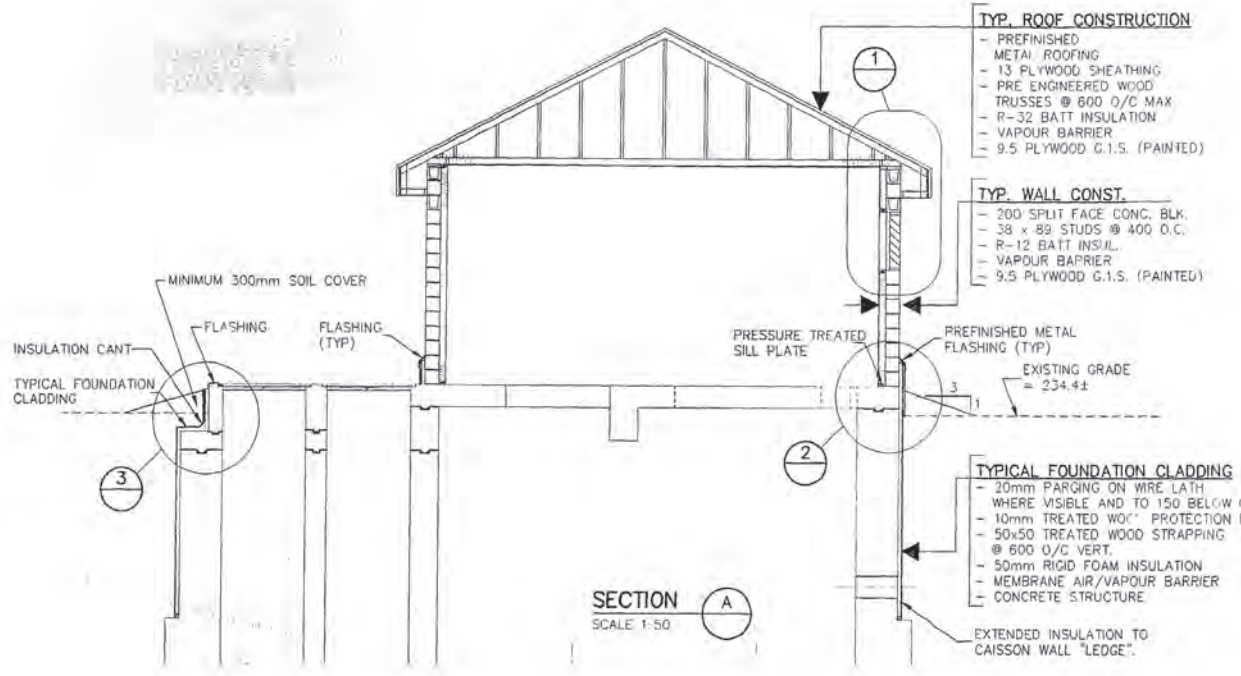 TYP. ROOF CONSTRUCTION
- PREFINISHED
METAL ROOFING
- 13 PLYWOOD SHEATHING
- PRE ENGINEERED WOOD
TRUSSES @ 600 O/C MAX
- R-32 BATT INSULATION
- VAPOUR BARRIER
- 9.5 PLYWOOD G.1.S. (PAINTED)
1
TYP. WALL CONST.
- 200 SPLIT FACE CONC. BLK.
- 38 x 89 STUDS @ 400 O.C.
- R-12 BATT INSUL.
- VAPOUR BARRIER
- 9.5 PLYWOOD G.1.S. (PAINTED)
MINIMUM 300mm SOIL COVER
FLASHING
FLASHING
(TYP)
INSULATION CANT
TYPICAL FOUNDATION
CLADDING
PRESSURE TREATED
SILL PLATE
PREFINISHED METAL
FLASHING (TYP)
EXISTING GRADE
= 234.4±
3
1
3
2
TYPICAL FOUNDATION CLADDING
- 20mm PARGING ON WIRE LATH
WHERE VISIBLE AND TO 150 BELOW
- 10mm TREATED PROTECTION
- 50x50 TREATED WOOD STRAPPING
@ 600 O/C VERT.
- 50mm RIGID FOAM INSULATION
- MEMBRANE AIR/VAPOUR BARRIER
- CONCRETE STRUCTURE
EXTENDED INSULATION TO
CAISSON WALL "LEDGE".
SECTION A
SCALE 1:50